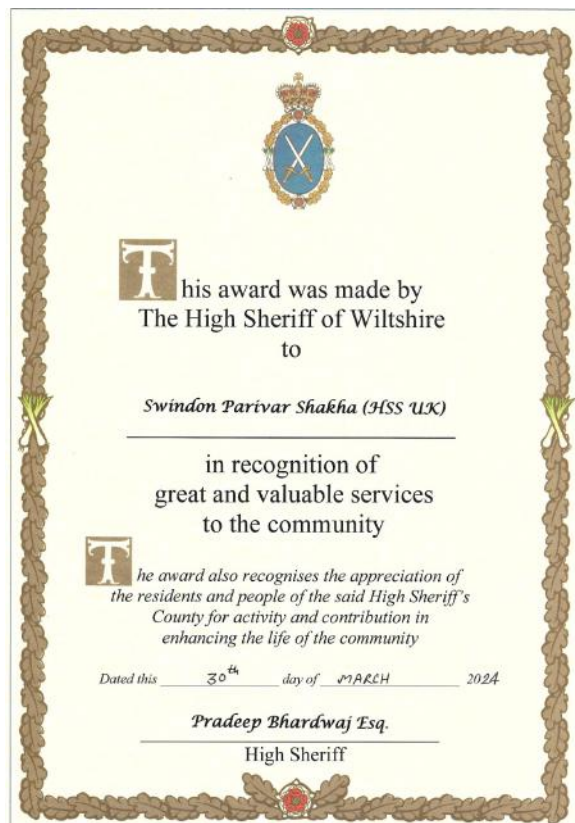 This award was made by
The High Sheriff of Wiltshire
to
Swindon Parivar Shakha (HSS UK)
in recognition of
great and valuable services
to the community
The award also recognises the appreciation of
the residents and people of the said High Sheriff's
County for activity and contribution in
enhancing the life of the community
Dated this 30th day of MARCH 2024
Pradeep Bhardwaj Esq.
High Sheriff